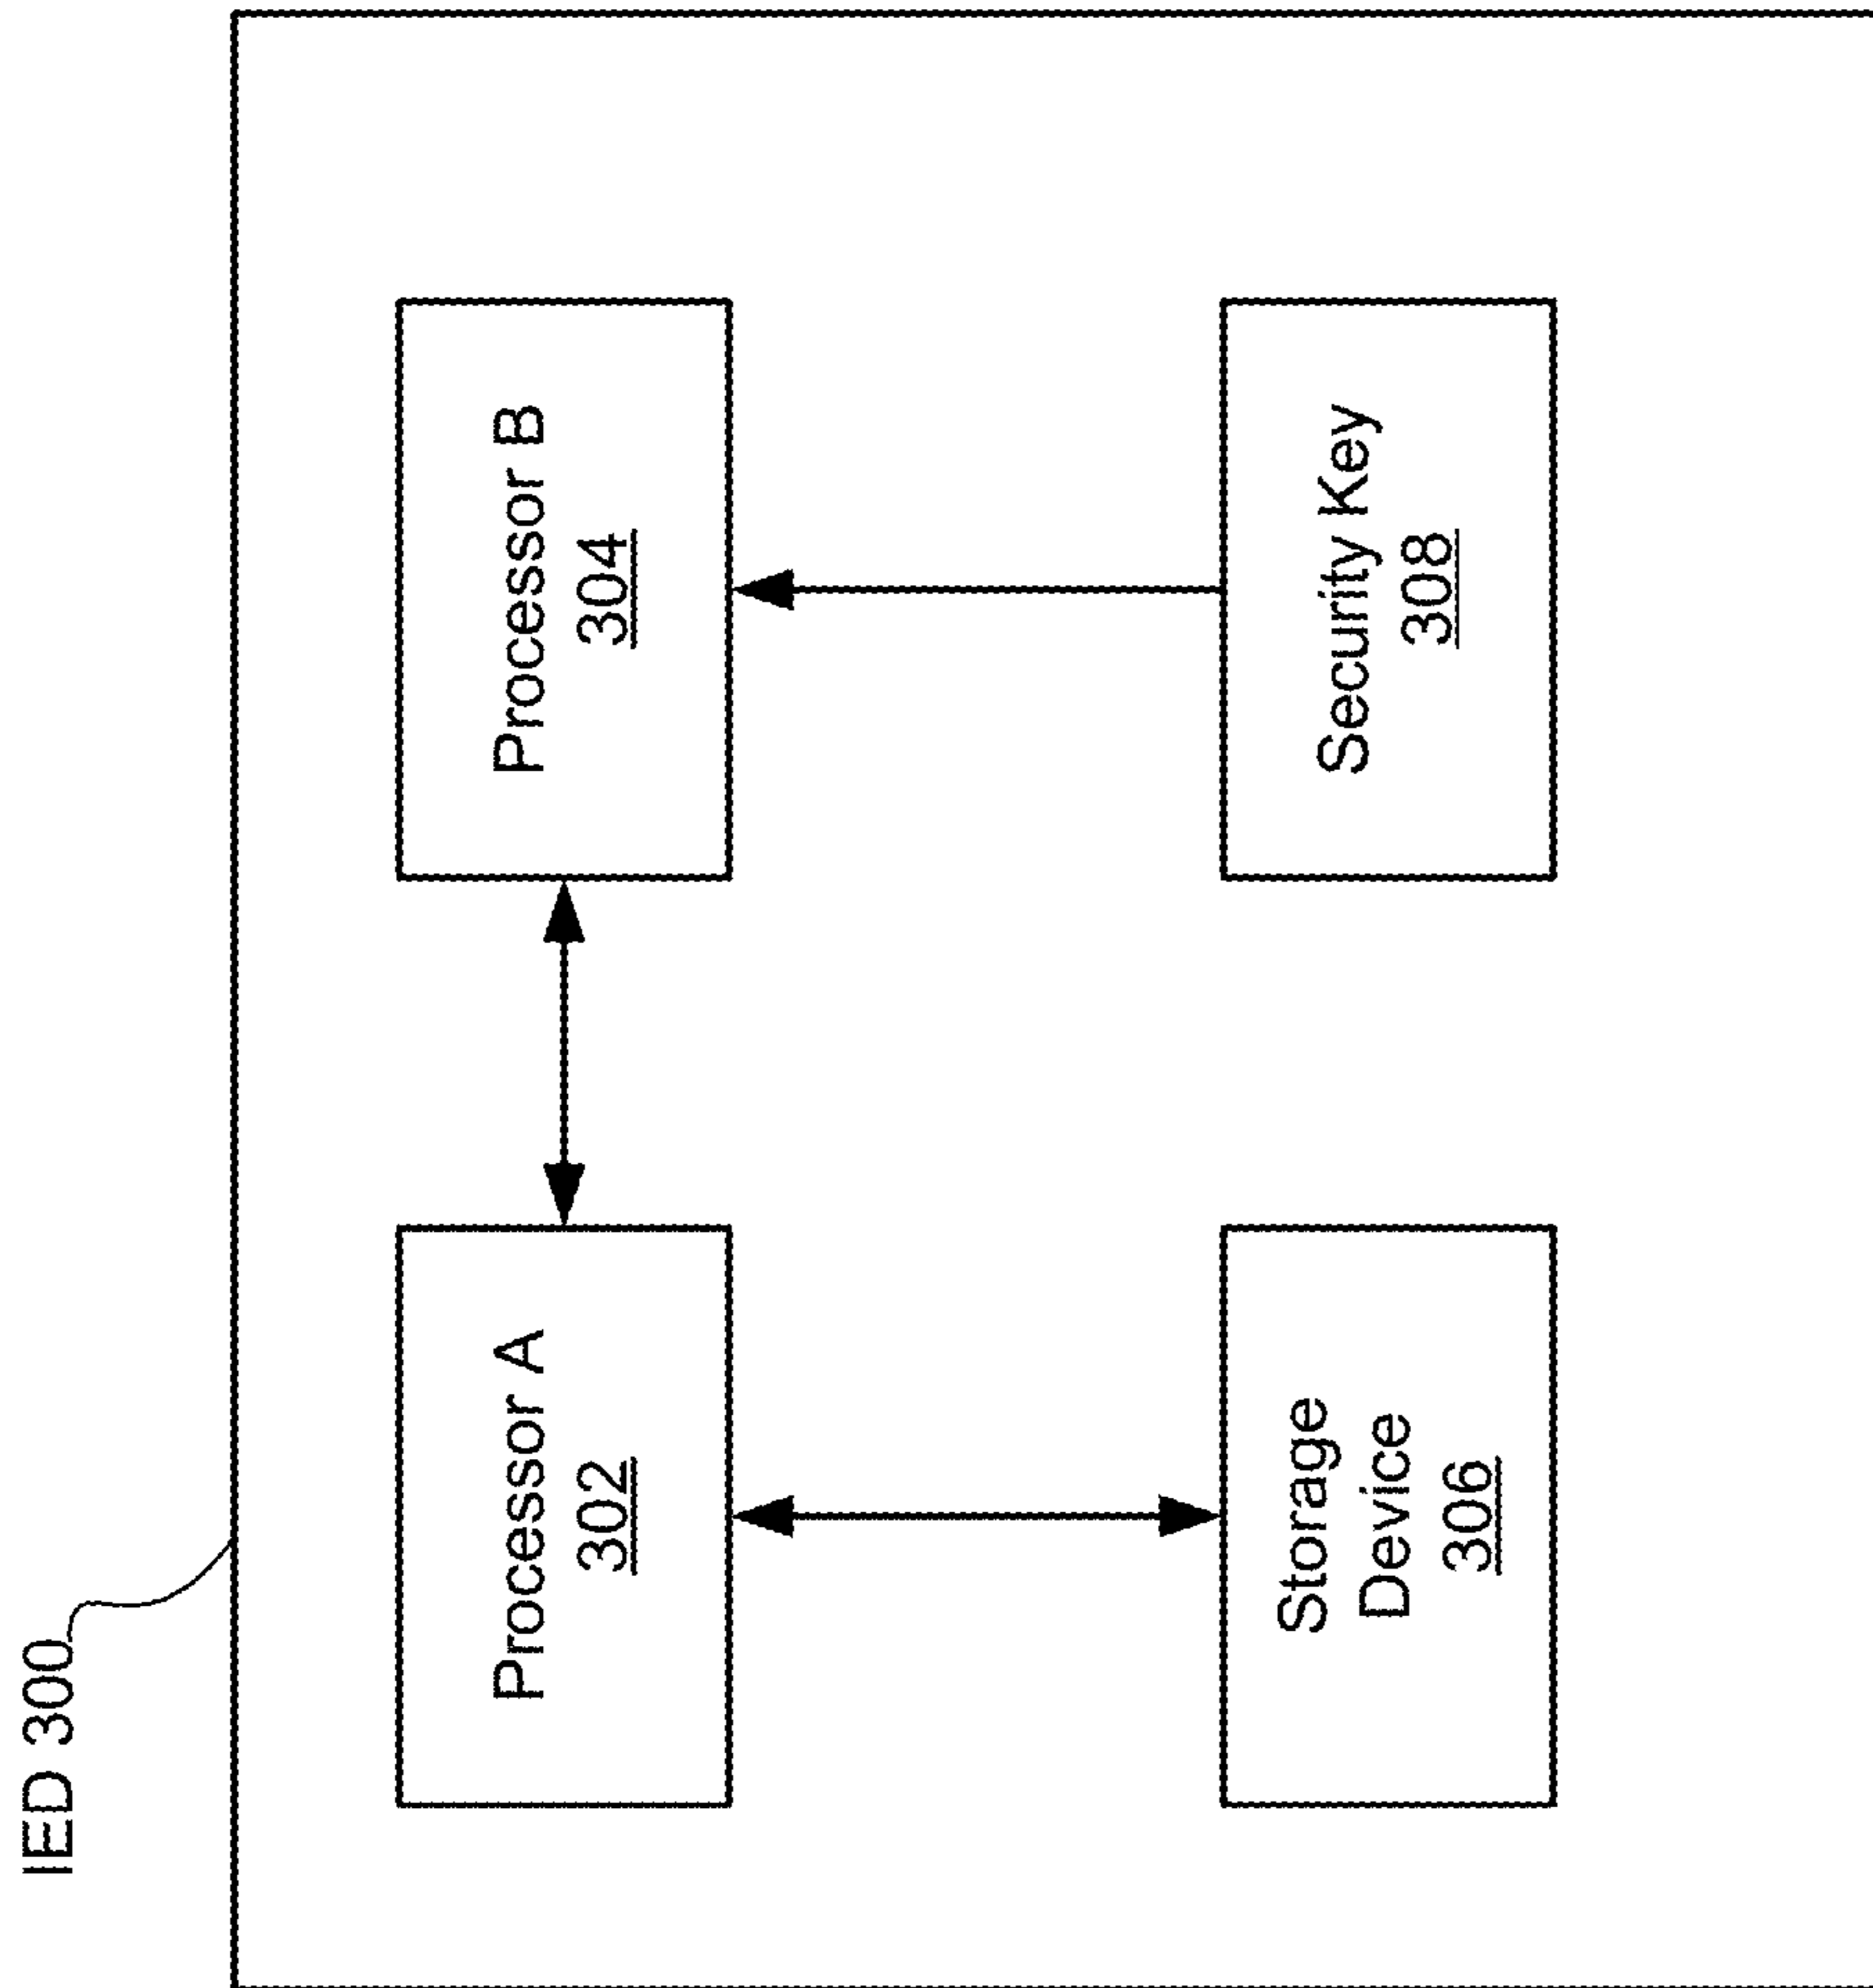 IED 300
Processor A
302
Processor B
304
Storage
Device
306
Security Key
308